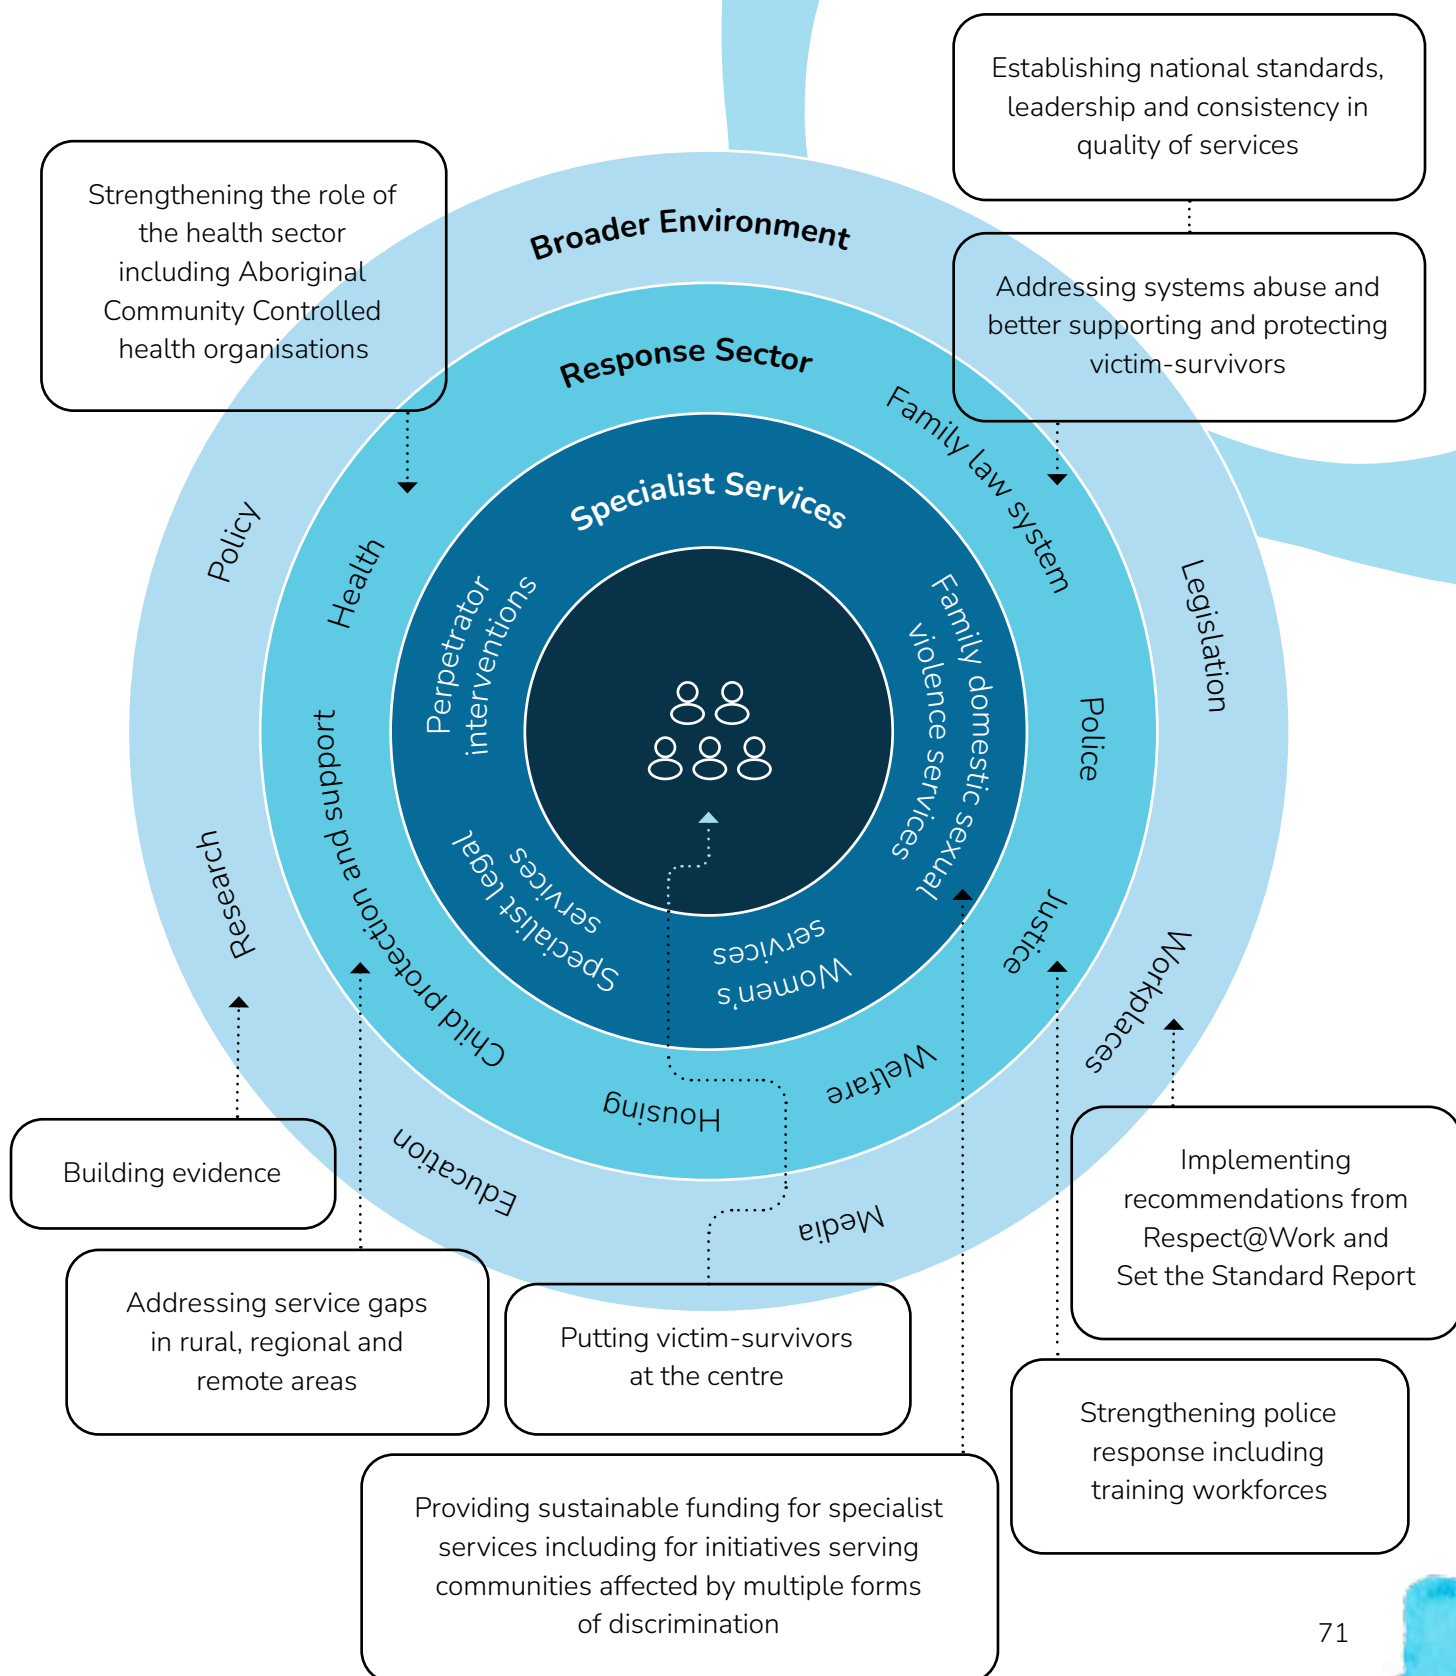 Establishing national standards,
leadership and consistency in
quality of services
Strengthening the role of
the health sector
including Aboriginal
Community Controlled
health organisations
Addressing systems abuse and
better supporting and protecting
victim-survivors
Broader Environment
Policy
Legislation
Workplaces
Media
Education
Research
Response Sector
Health
Family law system
Police
Justice
Welfare
Housing
Child protection and support
Specialist Services
Perpetrator
interventions
Family domestic sexual
violence services
Women's
services
Specialist legal
services
Building evidence
Addressing service gaps
in rural, regional and
remote areas
Putting victim-survivors
at the centre
Implementing
recommendations from
Respect@Work and
Set the Standard Report
Strengthening police
response including
training workforces
Providing sustainable funding for specialist
services including for initiatives serving
communities affected by multiple forms
of discrimination
71